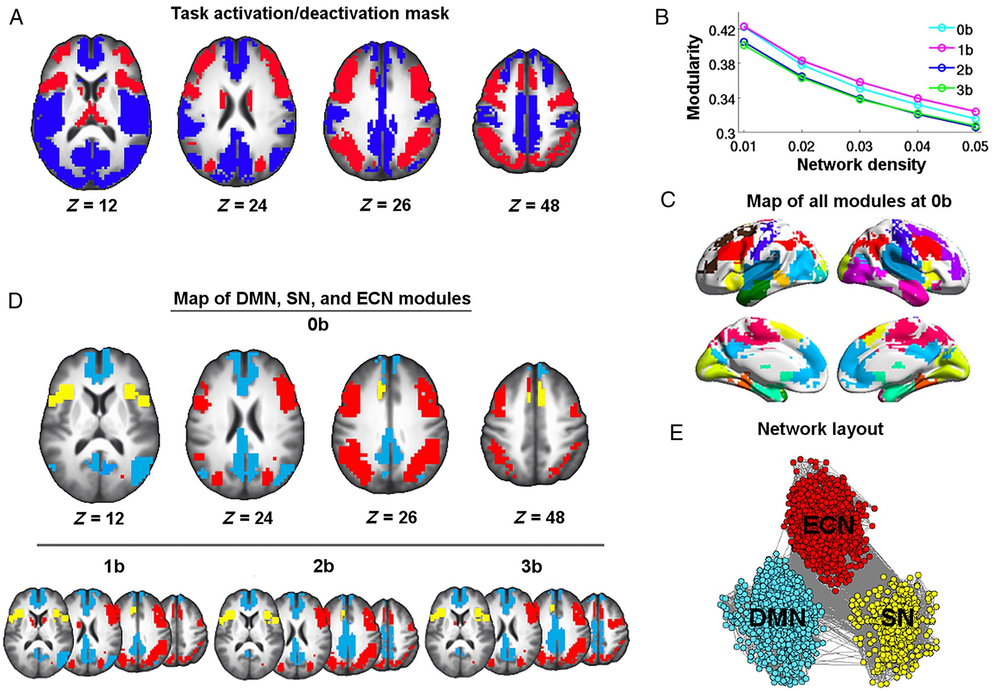 A
Task activation/deactivation mask
Z = 12
Z = 24
Z = 26
Z = 48
B
Modularity
0.42
0.38
0.34
0.3
0.01
0.02
0.03
0.04
0.05
Network density
0b
1b
2b
3b
C
Map of all modules at 0b
D
Map of DMN, SN, and ECN modules
0b
Z = 12
Z = 24
Z = 26
Z = 48
1b
2b
3b
E
Network layout
ECN
DMN
SN